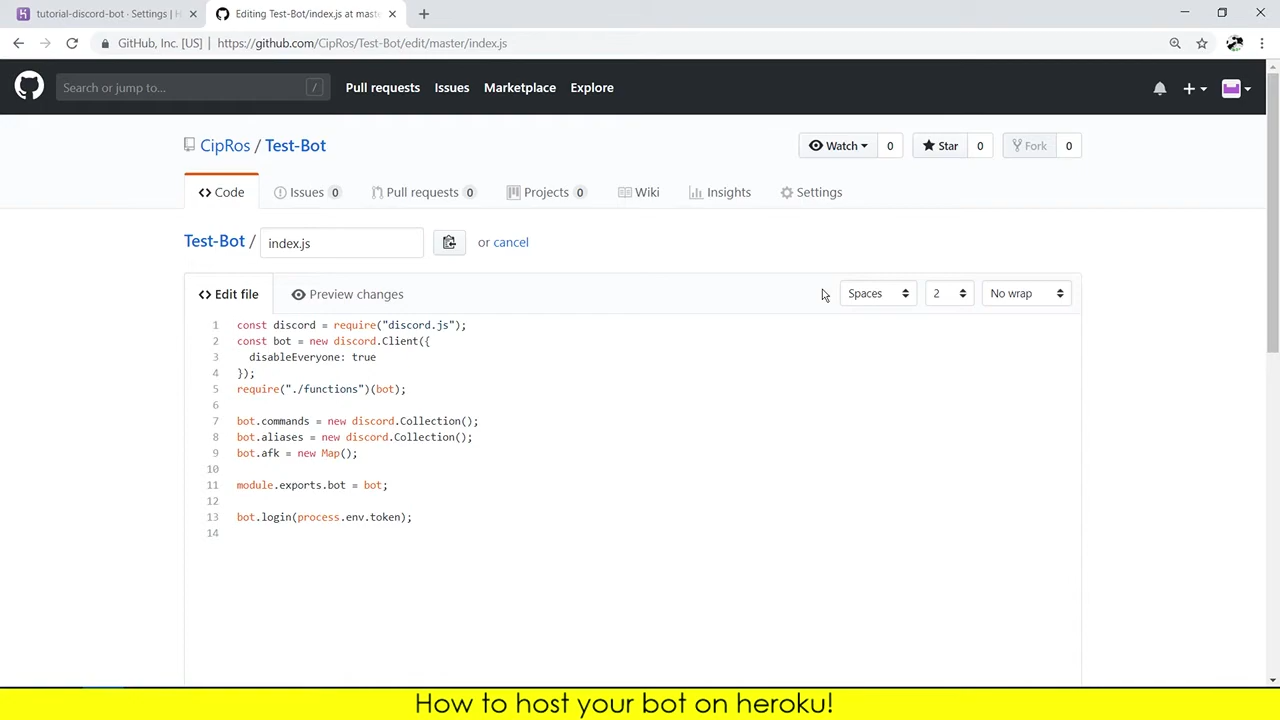 tutorial-discord-bot · Settings | H
Editing Test-Bot/index.js at mast
GitHub, Inc. [US] | https://github.com/CipRos/Test-Bot/edit/master/index.js
Search or jump to... /
Pull requests Issues Marketplace Explore
CipRos / Test-Bot
Watch 0 Star 0 Fork 0
Code Issues 0 Pull requests 0 Projects 0 Wiki Insights Settings
Test-Bot / index.js or cancel
Edit file Preview changes Spaces 2 No wrap
1 const discord = require("discord.js");
2 const bot = new discord.Client({
3 disableEveryone: true
4 });
5 require("./functions")(bot);
6
7 bot.commands = new discord.Collection();
8 bot.aliases = new discord.Collection();
9 bot.afk = new Map();
10
11 module.exports.bot = bot;
12
13 bot.login(process.env.token);
14
How to host your bot on heroku!